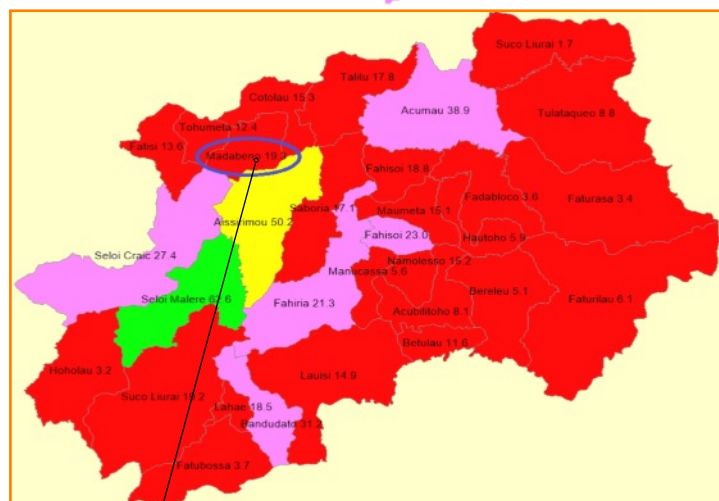 Suco Liurai 1.7
Talitu 17.8
Cotolau 15.3
Acumau 38.9
Tulataqueo 8.8
Tohumeta 12.4
Fatisi 13.6
Madabeno 19.
Fahisoi 18.8
Fadabloco 3.6
Faturasa 3.4
Saboria 17.1
Maumeta 15.1
Aissirimou 50.2
Fahisoi 23.0
Hautoho 5.9
Seloi Craic 27.4
Namolesso 15.2
Manucassa 5.6
Bereleu 5.1
Seloi Malere 62.6
Fahiria 21.3
Faturilau 6.1
Acubilitoho 8.1
Betulau 11.6
Hoholau 3.2
Lauisi 14.9
Suco Liurai 19.2
Lahae 18.5
Bandudato 31.2
Fatubossa 3.7